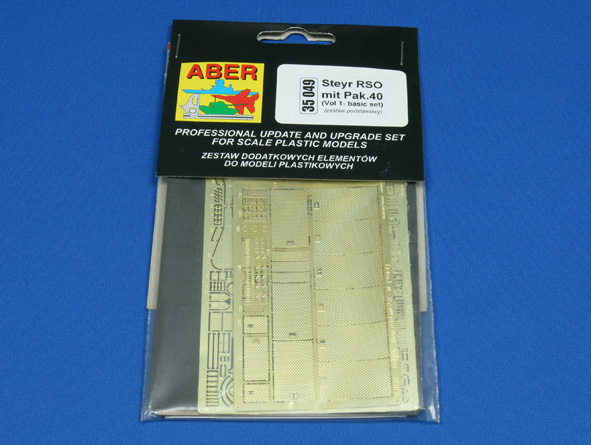 ABER
35 049
Steyr RSO
mit Pak.40
(Vol 1- basic set)
(zestaw podstawowy)
PROFESSIONAL UPDATE AND UPGRADE SET
FOR SCALE PLASTIC MODELS
ZESTAW DODATKOWYCH ELEMENTÓW
DO MODELI PLASTIKOWYCH